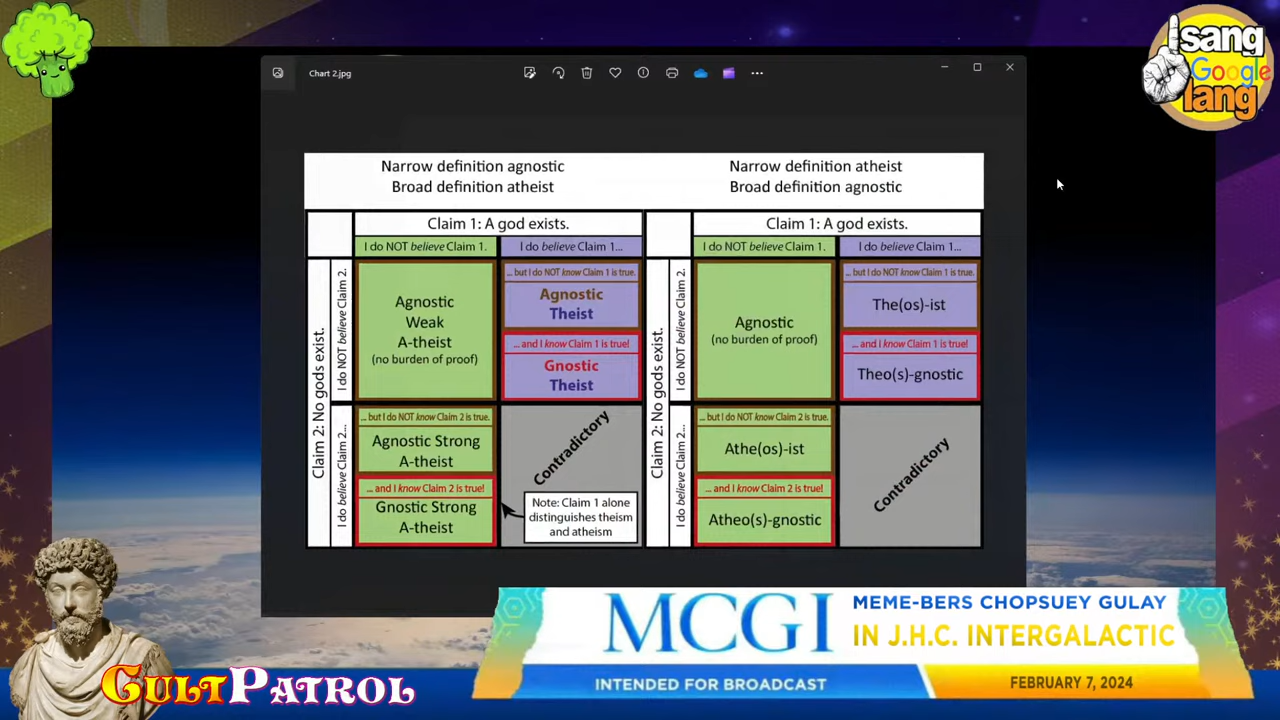 Isang
Google
lang
Chart 2.jpg
Narrow definition agnostic
Broad definition atheist
Narrow definition atheist
Broad definition agnostic
Claim 1: A god exists.
I do NOT believe Claim 1.
I do believe Claim 1...
Claim 2: No gods exist.
I do NOT believe Claim 2.
Agnostic
Weak
A-theist
(no burden of proof)
... but I do NOT know Claim 1 is true.
Agnostic
Theist
... and I know Claim 1 is true!
Gnostic
Theist
I do believe Claim 2...
... but I do NOT know Claim 2 is true.
Agnostic Strong
A-theist
... and I know Claim 2 is true!
Gnostic Strong
A-theist
Contradictory
Note: Claim 1 alone
distinguishes theism
and atheism
Claim 1: A god exists.
I do NOT believe Claim 1.
I do believe Claim 1...
Claim 2: No gods exist.
I do NOT believe Claim 2.
Agnostic
(no burden of proof)
... but I do NOT know Claim 1 is true.
The(os)-ist
... and I know Claim 1 is true!
Theo(s)-gnostic
I do believe Claim 2...
... but I do NOT know Claim 2 is true.
Athe(os)-ist
... and I know Claim 2 is true!
Atheo(s)-gnostic
Contradictory
CULTPATROL
MCGI
MEME-BERS CHOPSUEY GULAY
IN J.H.C. INTERGALACTIC
INTENDED FOR BROADCAST
FEBRUARY 7, 2024